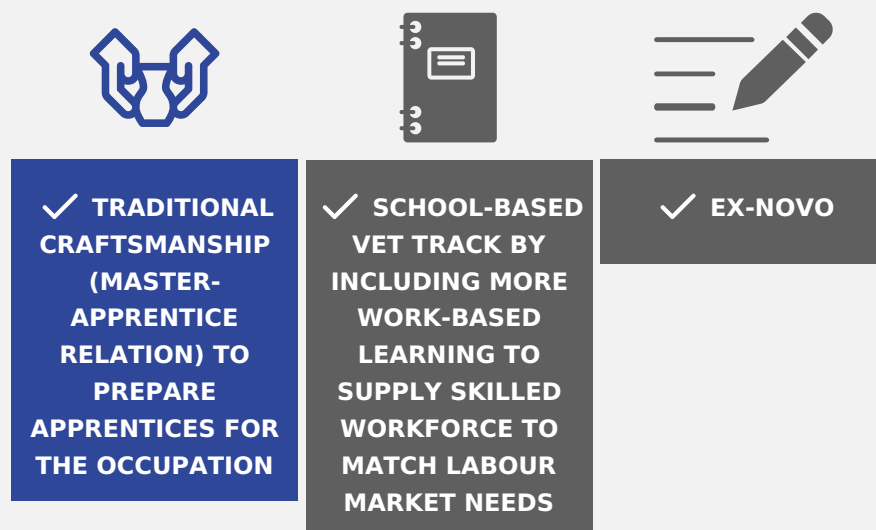 TRADITIONAL
CRAFTSMANSHIP
(MASTER-
APPRENTICE
RELATION) TO
PREPARE
APPRENTICES FOR
THE OCCUPATION
SCHOOL-BASED
VET TRACK BY
INCLUDING MORE
WORK-BASED
LEARNING TO
SUPPLY SKILLED
WORKFORCE TO
MATCH LABOUR
MARKET NEEDS
EX-NOVO